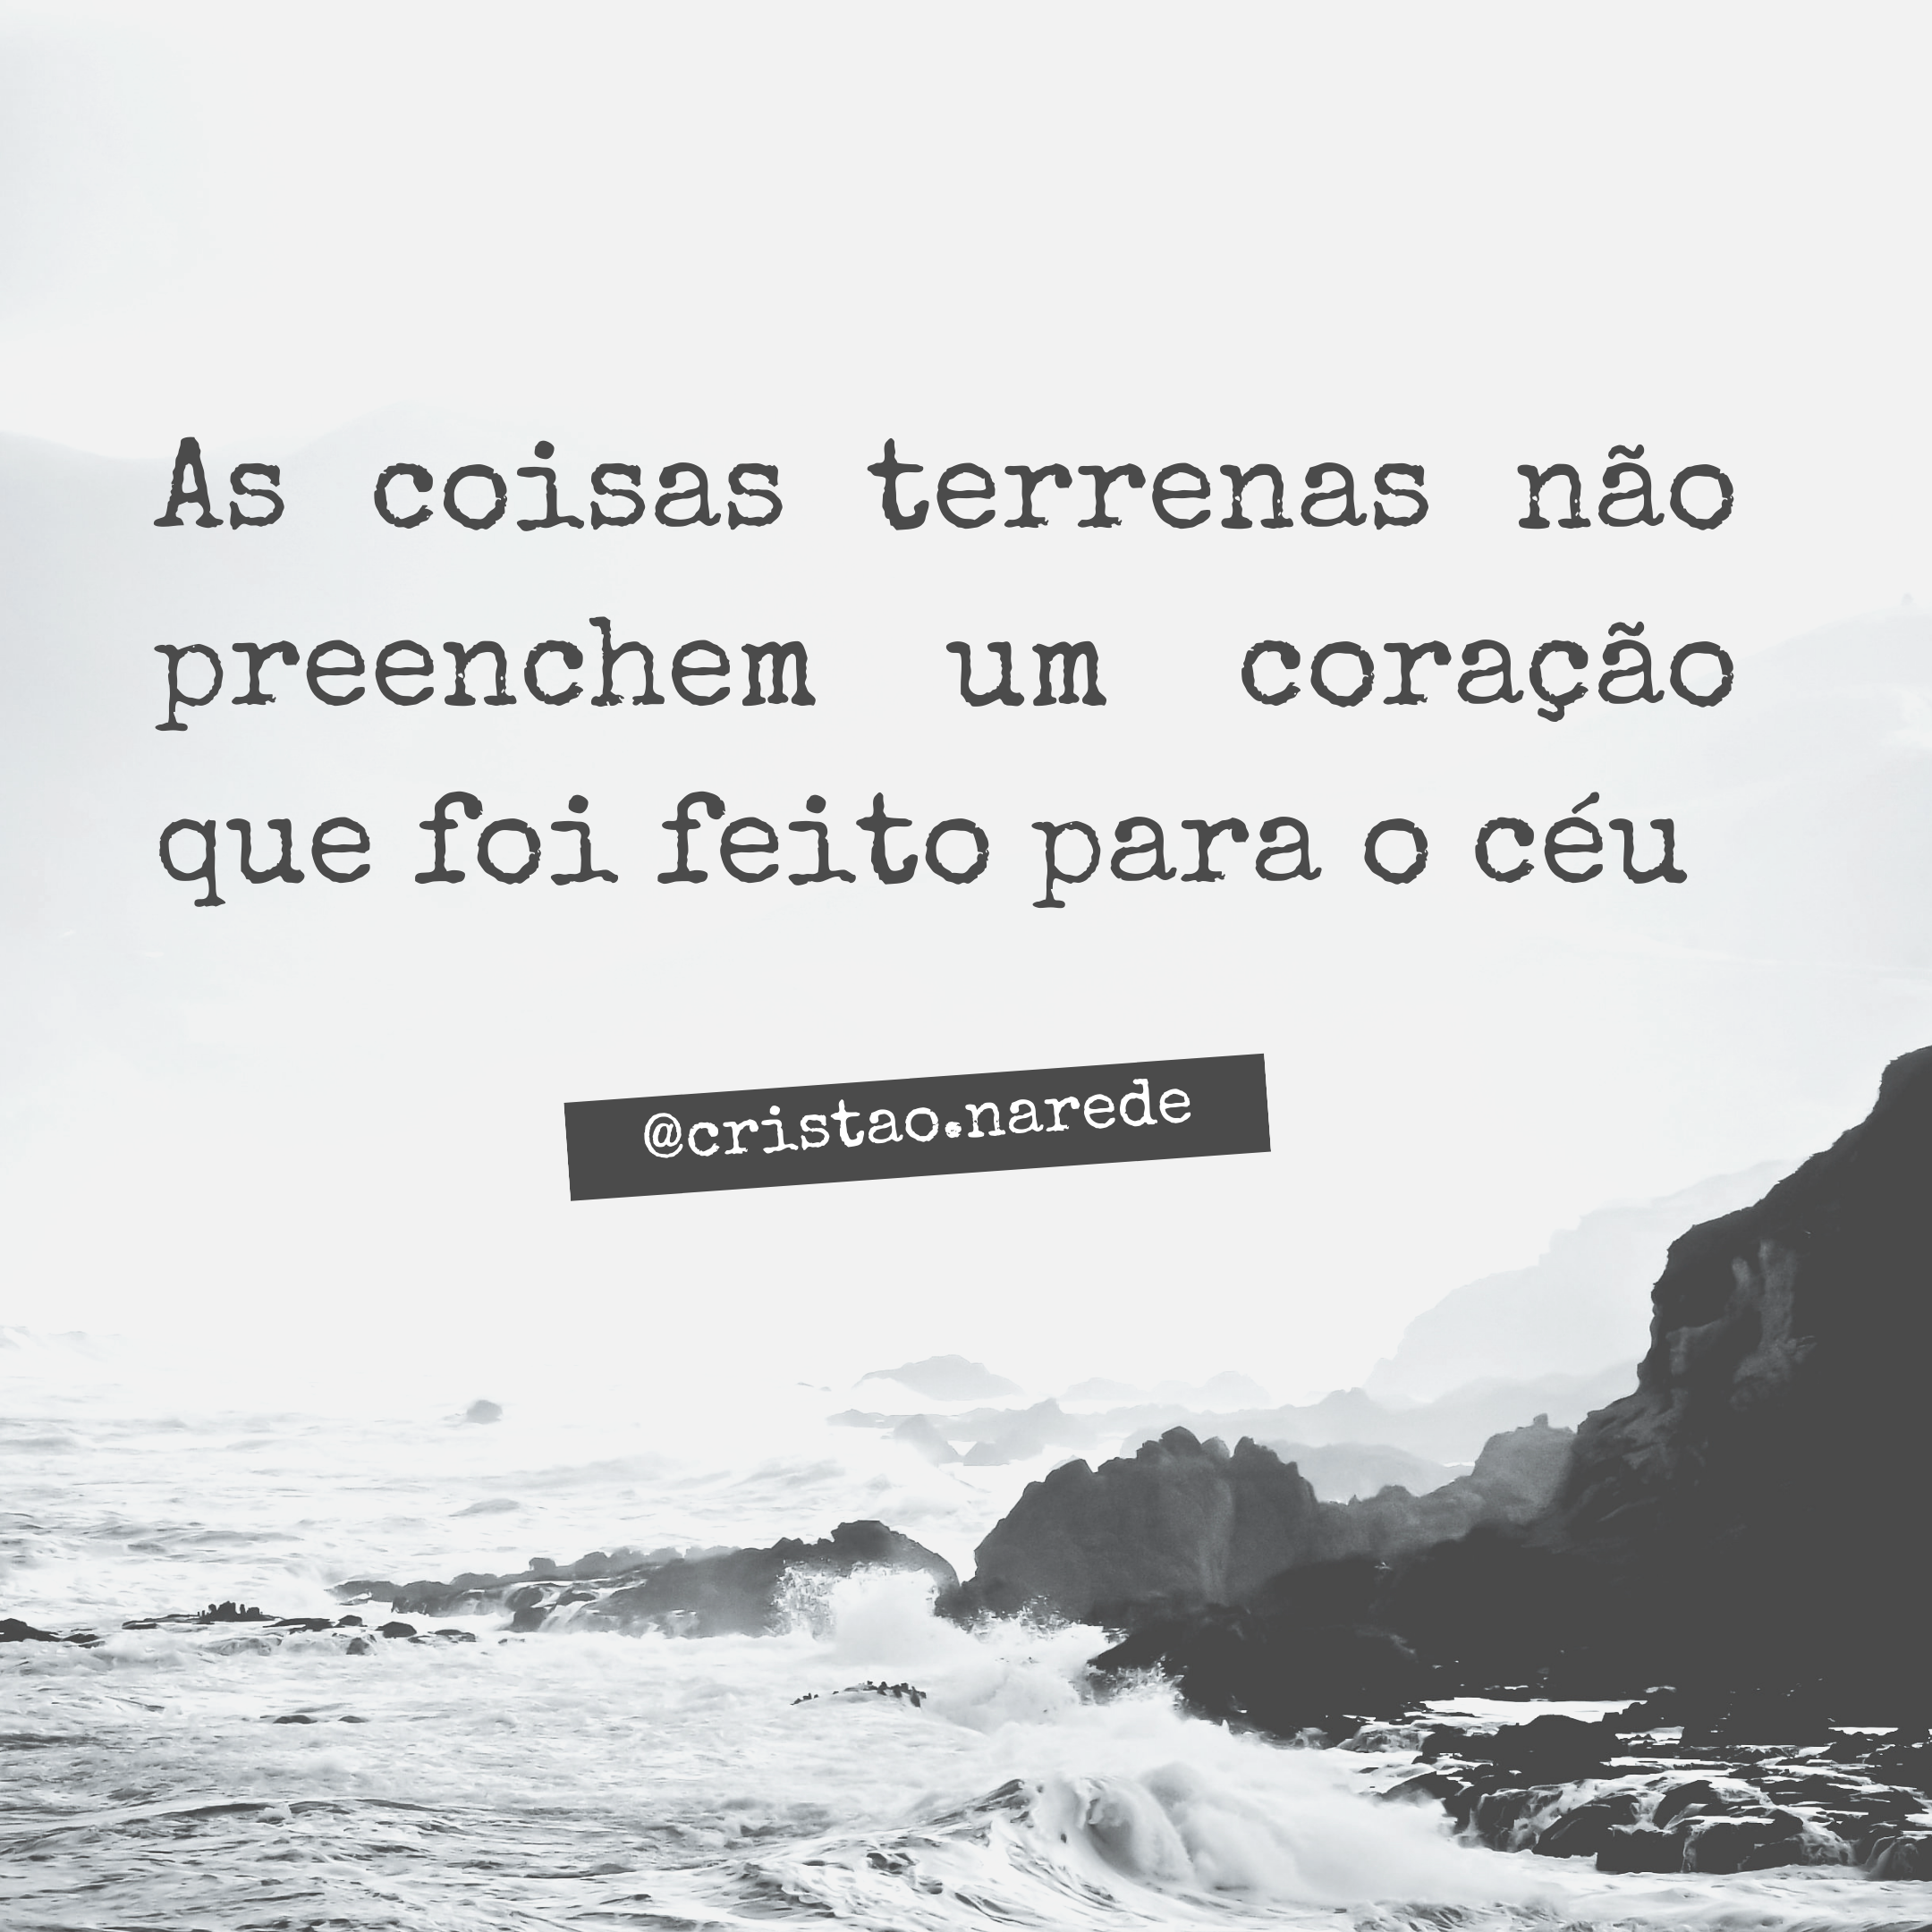 As coisas terrenas não
preenchem um coração
que foi feito para o céu
@cristao.narede